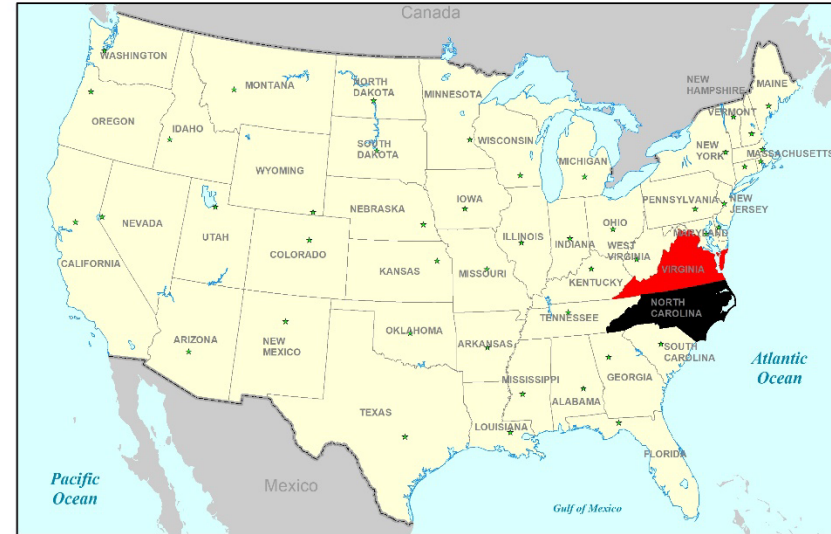 Canada
WASHINGTON
MONTANA
NORTH
DAKOTA
MINNESOTA
NEW
HAMPSHIRE
MAINE
VERMONT
OREGON
IDAHO
SOUTH
DAKOTA
WISCONSIN
MICHIGAN
NEW
YORK
MASSACHUSETTS
WYOMING
NEBRASKA
IOWA
PENNSYLVANIA
NEW
JERSEY
NEVADA
UTAH
COLORADO
ILLINOIS
INDIANA
OHIO
WEST
VIRGINIA
MARYLAND
CALIFORNIA
KANSAS
MISSOURI
KENTUCKY
VIRGINIA
ARIZONA
NEW
MEXICO
OKLAHOMA
ARKANSAS
TENNESSEE
NORTH
CAROLINA
SOUTH
CAROLINA
Atlantic
Ocean
TEXAS
LOUISIANA
MISSISSIPPI
ALABAMA
GEORGIA
FLORIDA
Pacific
Ocean
Mexico
Gulf of Mexico